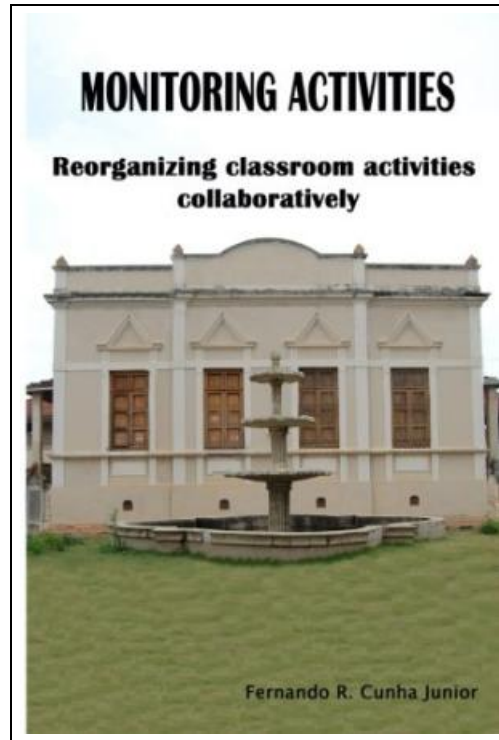 MONITORING ACTIVITIES
Reorganizing classroom activities
collaboratively
Fernando R. Cunha Junior